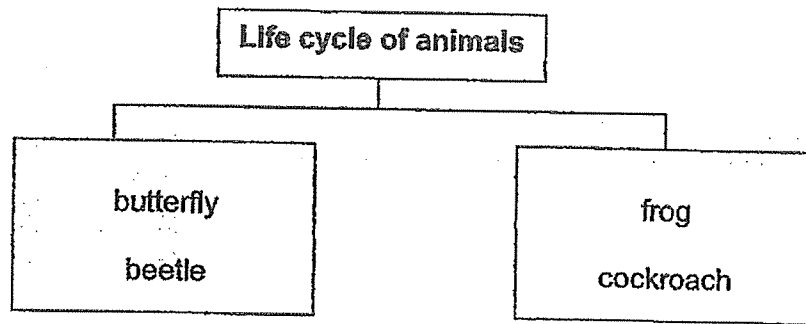 Life cycle of animals
butterfly
beetle
frog
cockroach